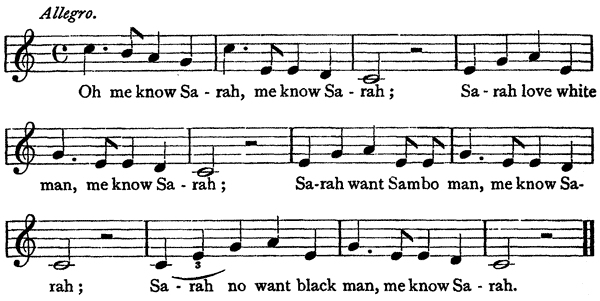 Allegro.
Oh me know Sa - rah, me know Sa - rah ; Sa - rah love white
man, me know Sa - rah ; Sa-rah want Sambo man, me know Sa-
3
rah ; Sa - rah no want black man, me know Sa - rah.